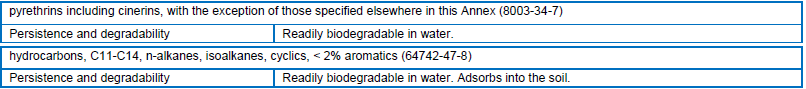 pyrethrins including cinerins, with the exception of those specified elsewhere in this Annex (8003-34-7)
Persistence and degradability Readily biodegradable in water.
hydrocarbons, C11-C14, n-alkanes, isoalkanes, cyclics, < 2% aromatics (64742-47-8)
Persistence and degradability Readily biodegradable in water. Adsorbs into the soil.